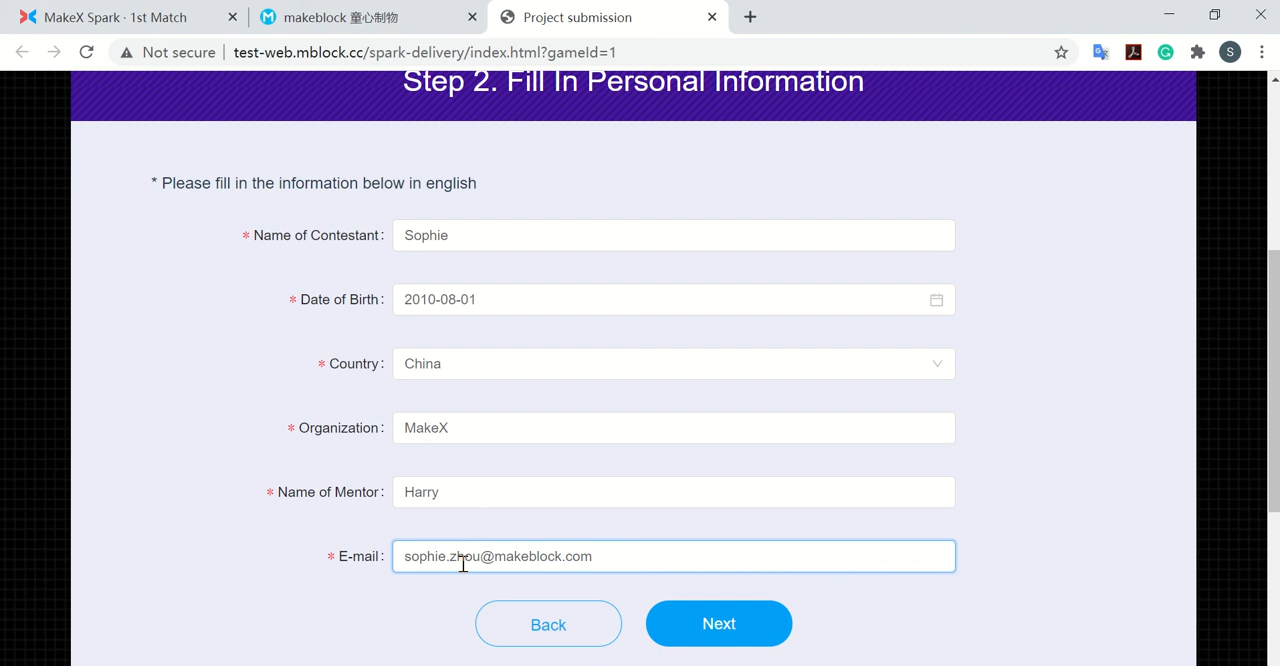 MakeX Spark · 1st Match
makeblock 童心制物
Project submission
Not secure
test-web.mblock.cc/spark-delivery/index.html?gameId=1
S
Step 2. Fill In Personal Information
* Please fill in the information below in english
* Name of Contestant: Sophie
* Date of Birth: 2010-08-01
* Country: China
* Organization: MakeX
* Name of Mentor: Harry
* E-mail: sophie.zhou@makeblock.com
Back Next